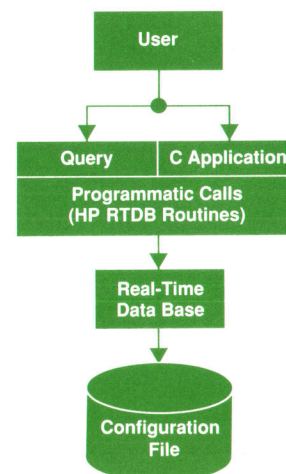 User
Query
C Application
Programmatic Calls
(HP RTDB Routines)
Real-Time
Data Base
Configuration
File